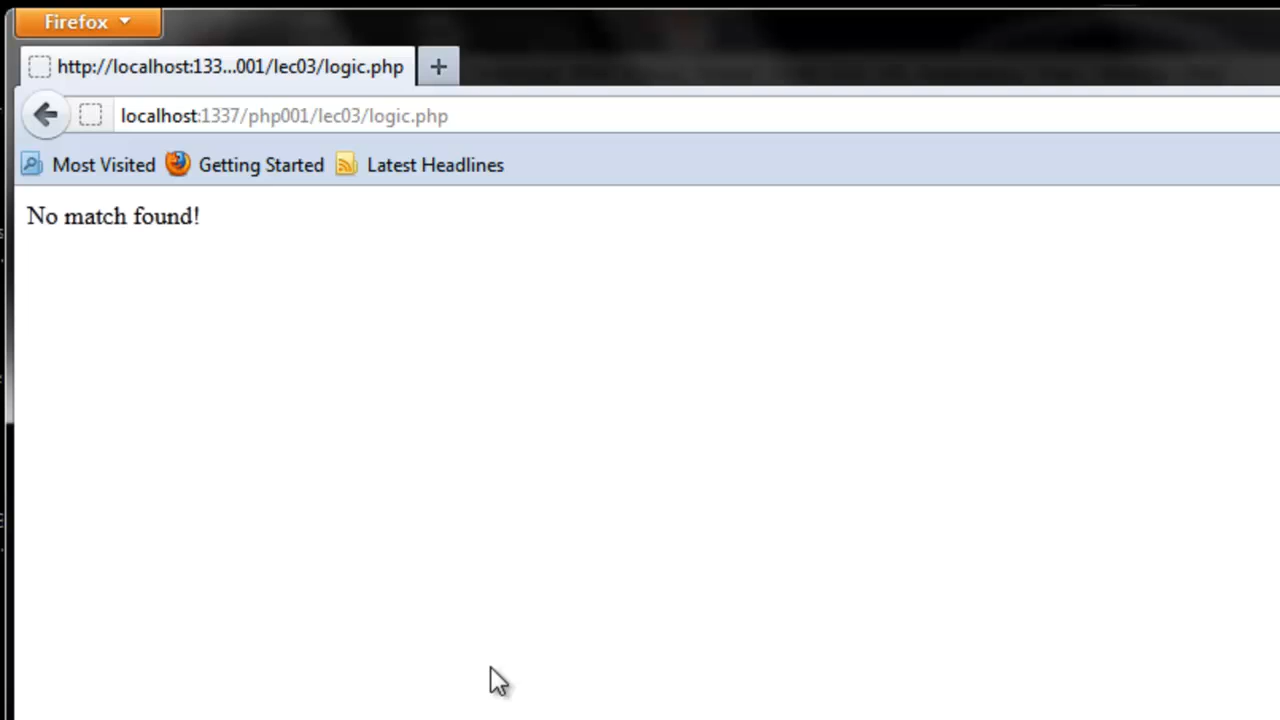 Firefox
http://localhost:133...001/lec03/logic.php
localhost:1337/php001/lec03/logic.php
Most Visited Getting Started Latest Headlines
No match found!